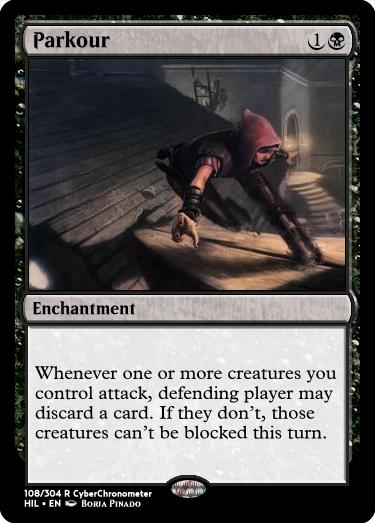 Parkour 1
Enchantment
Whenever one or more creatures you
control attack, defending player may
discard a card. If they don't, those
creatures can't be blocked this turn.
108/304 R CyberChronometer
HIL • EN Borja Pinado